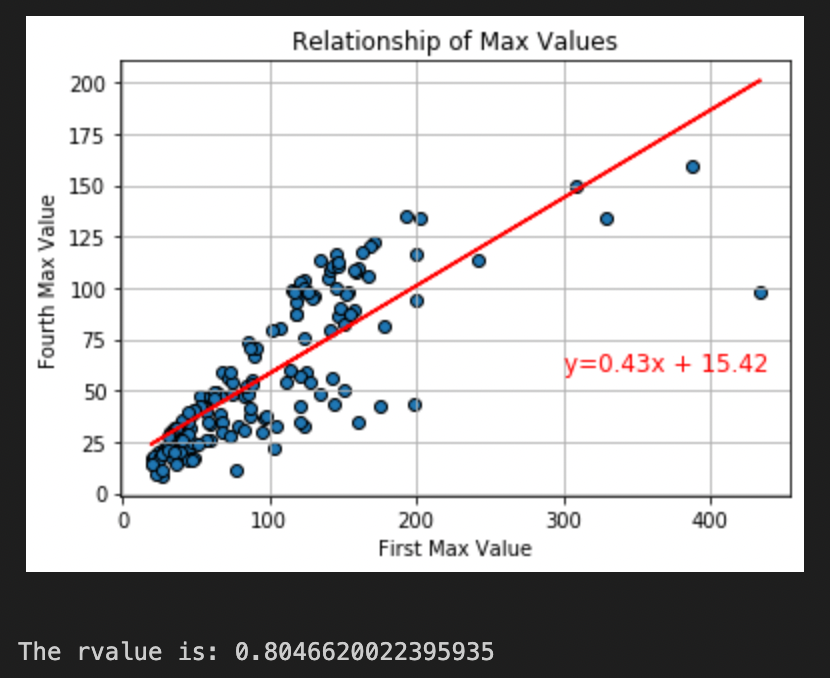 Relationship of Max Values
200
175
150
125
100
75
50
25
0
Fourth Max Value
y=0.43x + 15.42
0 100 200 300 400
First Max Value
The rvalue is: 0.8046620022395935